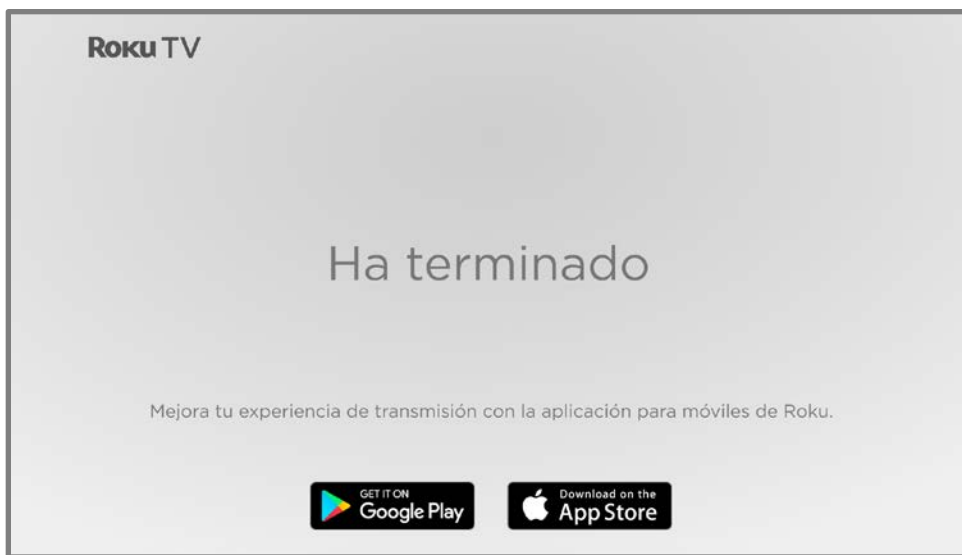 Roku TV
Ha terminado
Mejora tu experiencia de transmisión con la aplicación para móviles de Roku.
GET IT ON
Google Play
Download on the
App Store